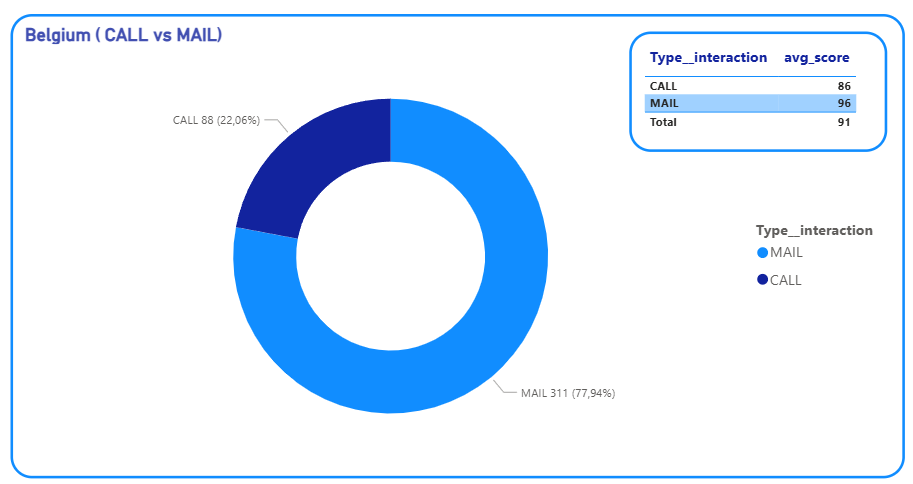 Belgium ( CALL vs MAIL)
Type__interaction avg_score
CALL 86
MAIL 96
Total 91
CALL 88 (22,06%)
Type__interaction
MAIL
CALL
MAIL 311 (77,94%)